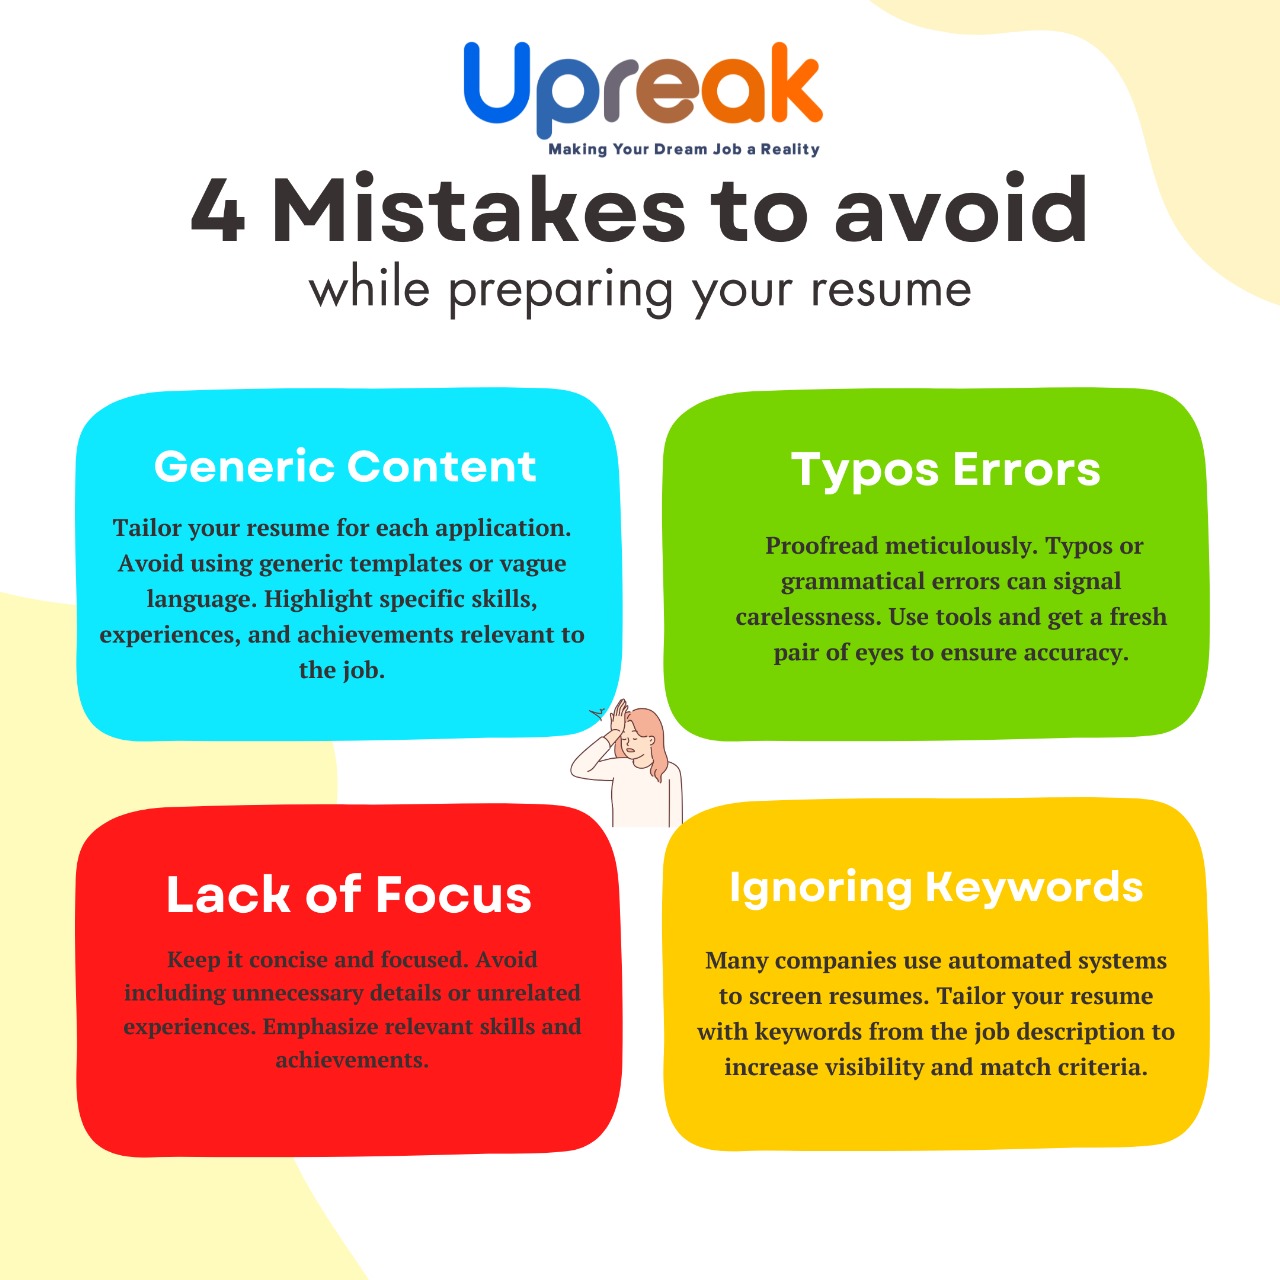 Upreak
Making Your Dream Job a Reality
4 Mistakes to avoid
while preparing your resume
Generic Content
Tailor your resume for each application.
Avoid using generic templates or vague
language. Highlight specific skills,
experiences, and achievements relevant to
the job.
Typos Errors
Proofread meticulously. Typos or
grammatical errors can signal
carelessness. Use tools and get a fresh
pair of eyes to ensure accuracy.
Lack of Focus
Keep it concise and focused. Avoid
including unnecessary details or unrelated
experiences. Emphasize relevant skills and
achievements.
Ignoring Keywords
Many companies use automated systems
to screen resumes. Tailor your resume
with keywords from the job description to
increase visibility and match criteria.